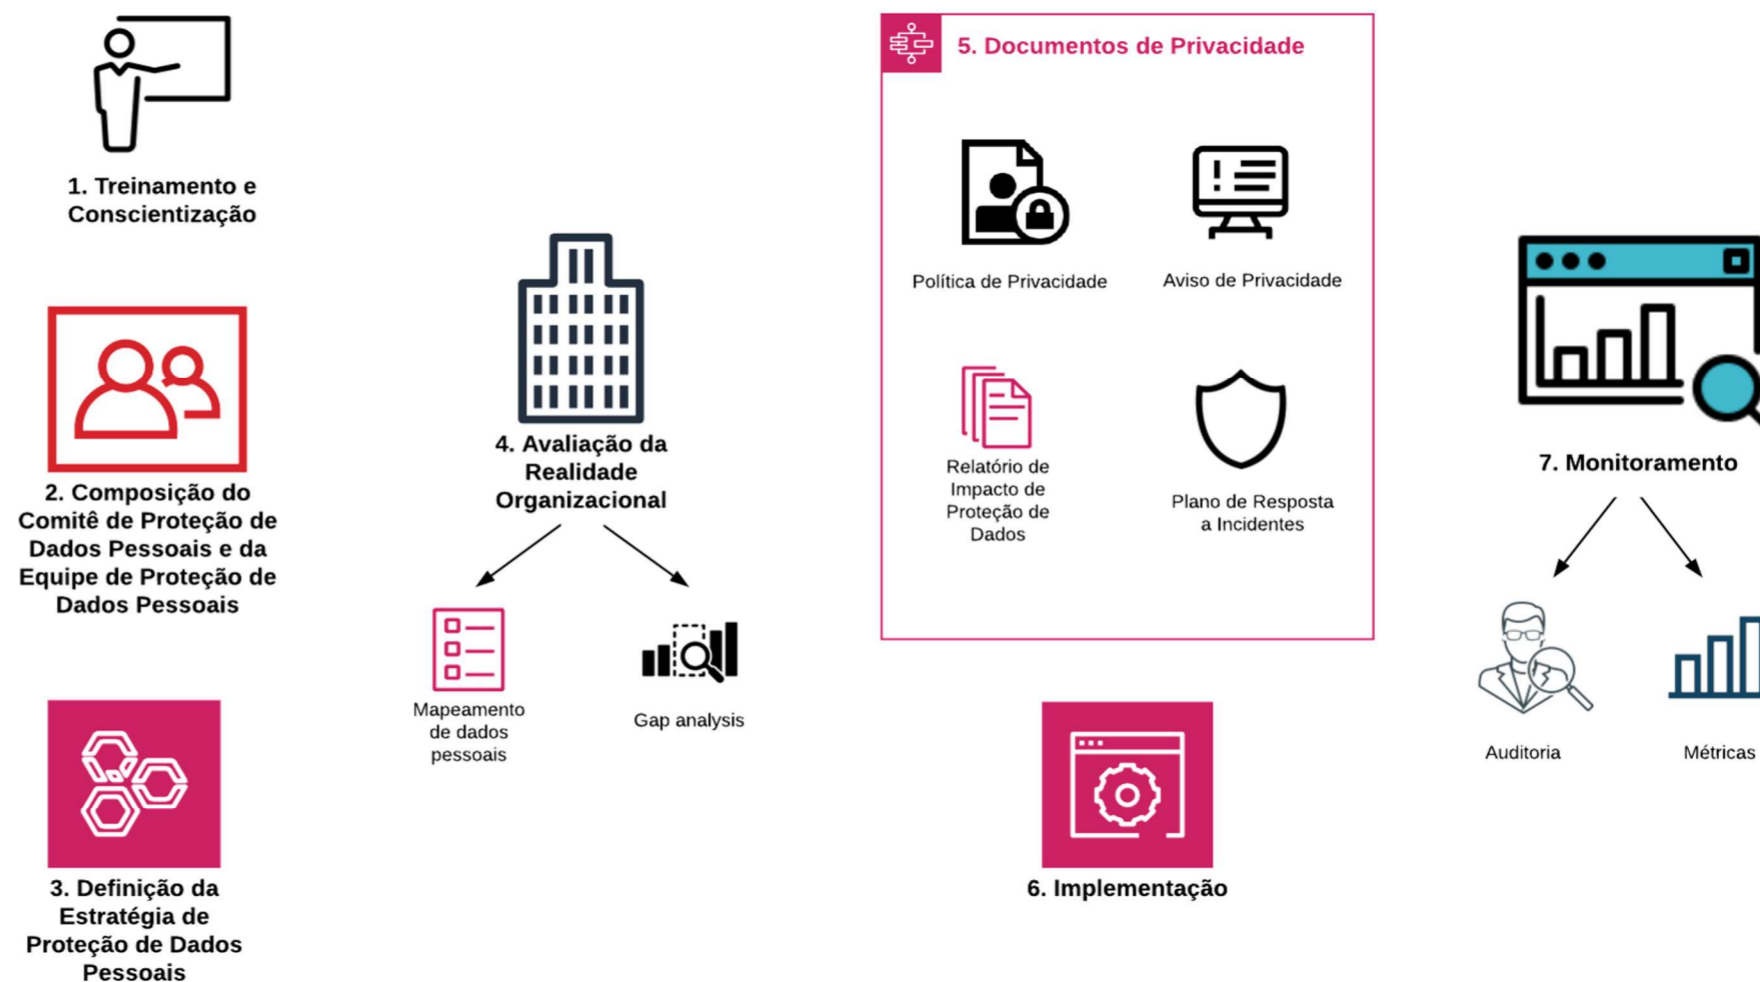 1. Treinamento e
Conscientização
2. Composição do
Comitê de Proteção de
Dados Pessoais e da
Equipe de Proteção de
Dados Pessoais
3. Definição da
Estratégia de
Proteção de Dados
Pessoais
4. Avaliação da
Realidade
Organizacional
Mapeamento
de dados
pessoais
Gap analysis
5. Documentos de Privacidade
Política de Privacidade
Aviso de Privacidade
Relatório de
Impacto de
Proteção de
Dados
Plano de Resposta
a Incidentes
6. Implementação
7. Monitoramento
Auditoria
Métricas